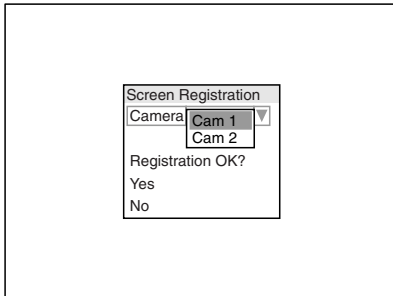 Screen Registration
Camera Cam 1
Cam 2
Registration OK?
Yes
No